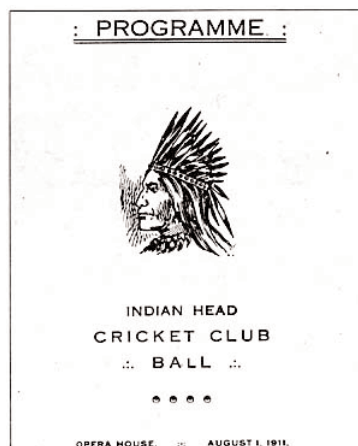 : PROGRAMME :
INDIAN HEAD
CRICKET CLUB
∴ BALL ∴
OPERA HOUSE. ~ AUGUST 1, 1911.